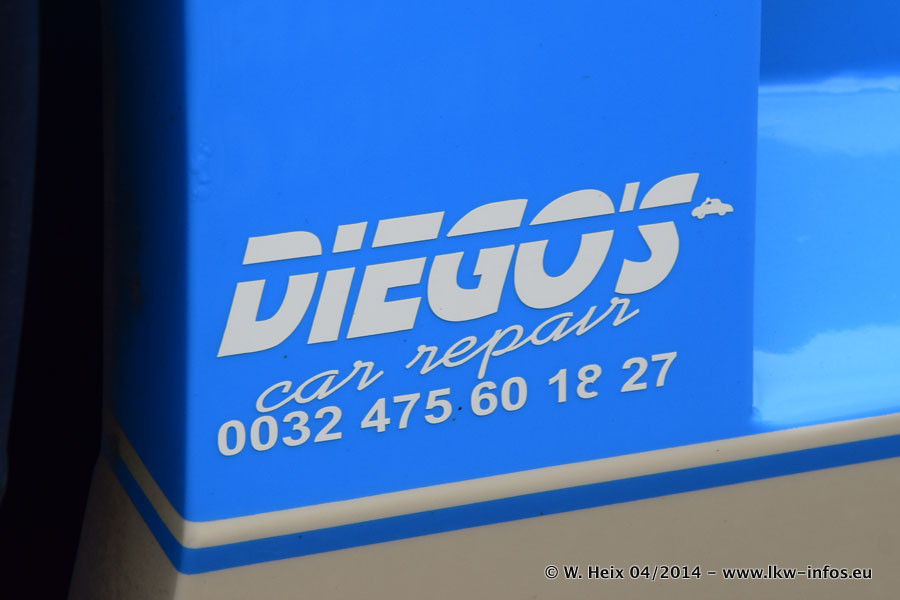 DIEGO'S
car repair
0032 475 60 18 27
© W. Heix 04/2014 – www.lkw-infos.eu